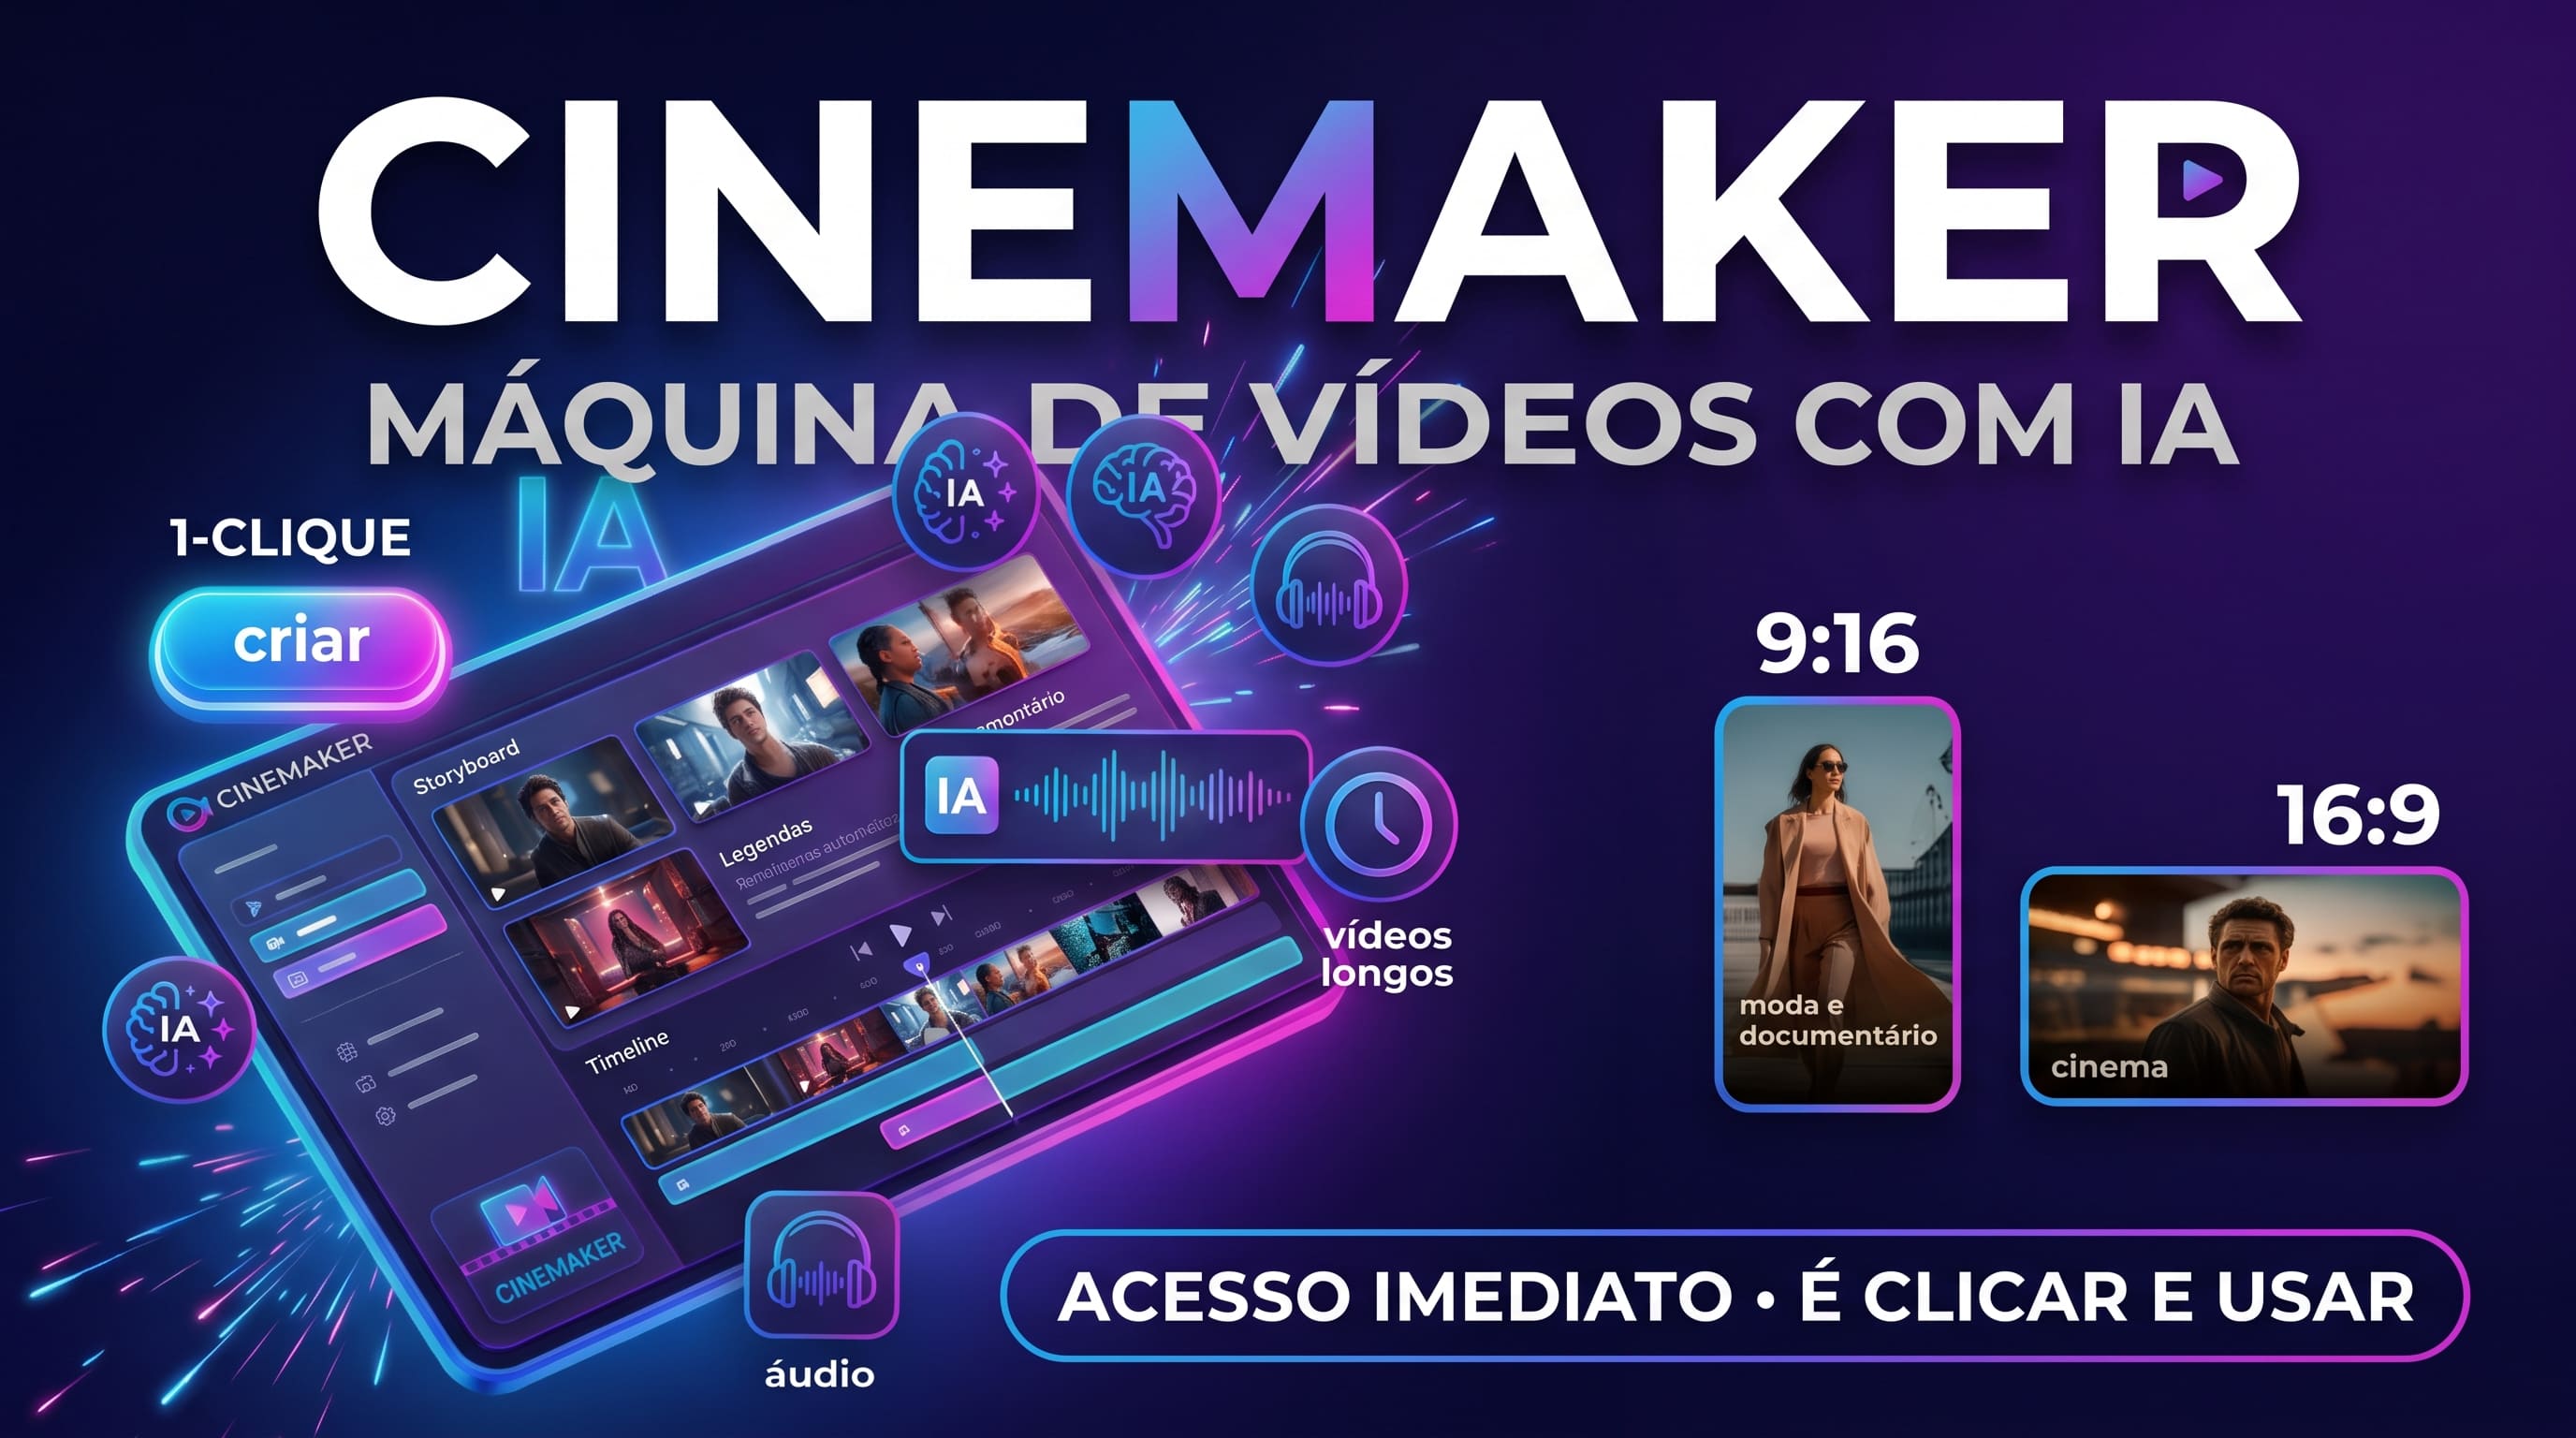 CINEMAKER
MÁQUINA DE VÍDEOS COM IA
IA
1-CLIQUE
criar
IA
IA
CINEMAKER
Storyboard
Legendas
IA
vídeos
longos
Timeline
IA
CINEMAKER
áudio
9:16
moda e
documentário
16:9
cinema
ACESSO IMEDIATO • É CLICAR E USAR